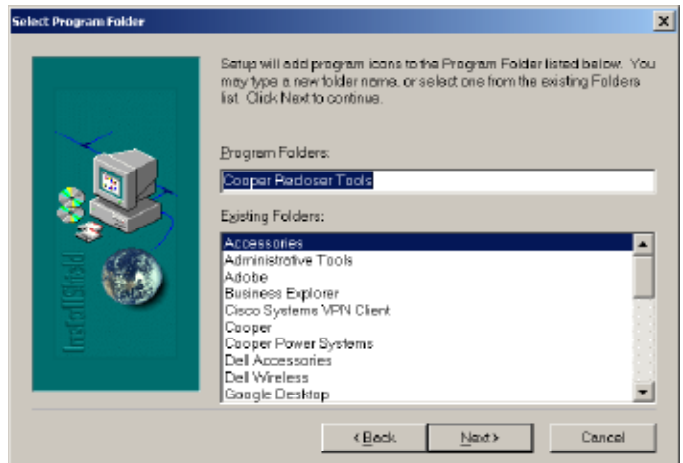 Select Program Folder
Setup will add program icons to the Program Folder listed below. You
may type a new folder name, or select one from the existing Folders
list. Click Next to continue.
Program Folders:
Cooper Recloser Tools
Existing Folders:
Accessories
Administrative Tools
Adobe
Business Explorer
Cisco Systems VPN Client
Cooper
Cooper Power Systems
Dell Accessories
Dell Wireless
Google Desktop
InstallShield
< Back
Next >
Cancel